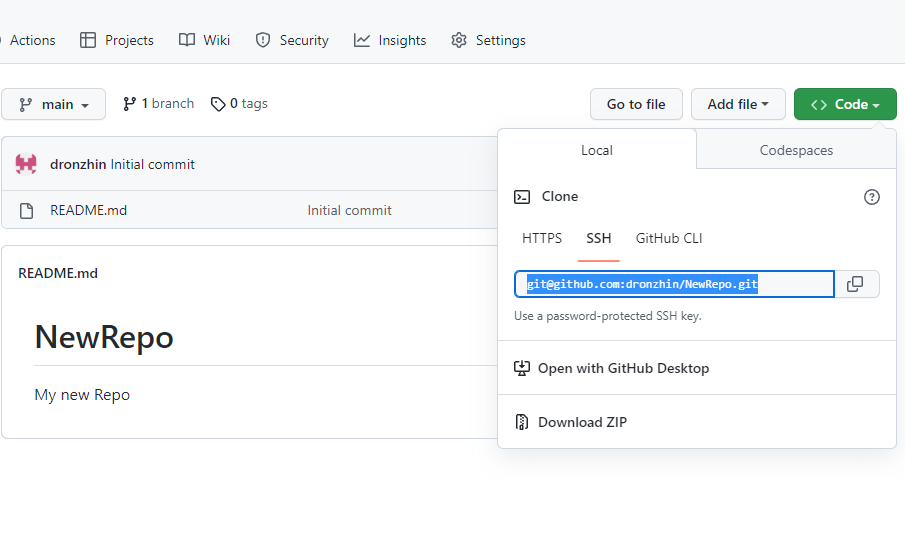 Actions Projects Wiki Security Insights Settings
main 1 branch 0 tags Go to file Add file Code
Local Codespaces
dronzhin Initial commit
Clone
README.md Initial commit
HTTPS SSH GitHub CLI
README.md
git@github.com:dronzhin/NewRepo.git
Use a password-protected SSH key.
NewRepo
Open with GitHub Desktop
My new Repo
Download ZIP